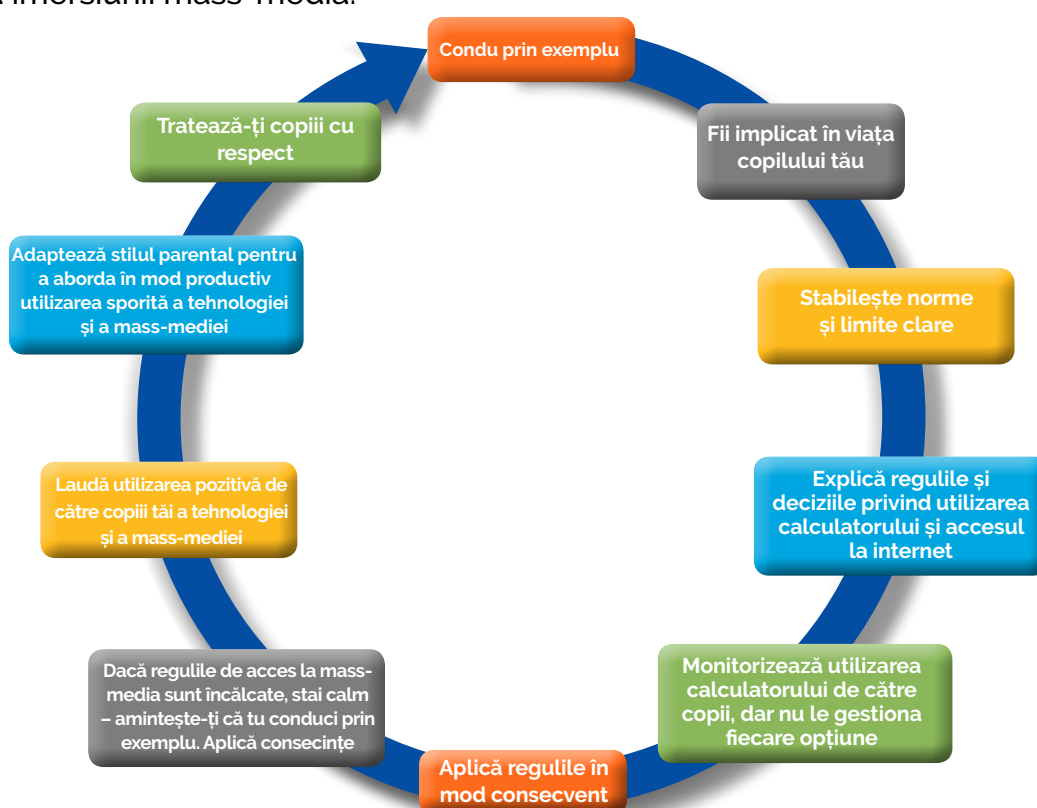 imersiunii mass-media.
Condu prin exemplu
Fii implicat în viața
copilului tău
Stabilește norme
și limite clare
Explică regulile și
deciziile privind utilizarea
calculatorului și accesul
la internet
Monitorizează utilizarea
calculatorului de către
copii, dar nu le gestiona
fiecare opțiune
Aplică regulile în
mod consecvent
Dacă regulile de acces la mass-
media sunt încălcate, stai calm
– amintește-ți că tu conduci prin
exemplu. Aplică consecințe
Laudă utilizarea pozitivă de
către copiii tăi a tehnologiei
și a mass-mediei
Adaptează stilul parental pentru
a aborda în mod productiv
utilizarea sporită a tehnologiei
și a mass-mediei
Tratează-ți copiii cu
respect